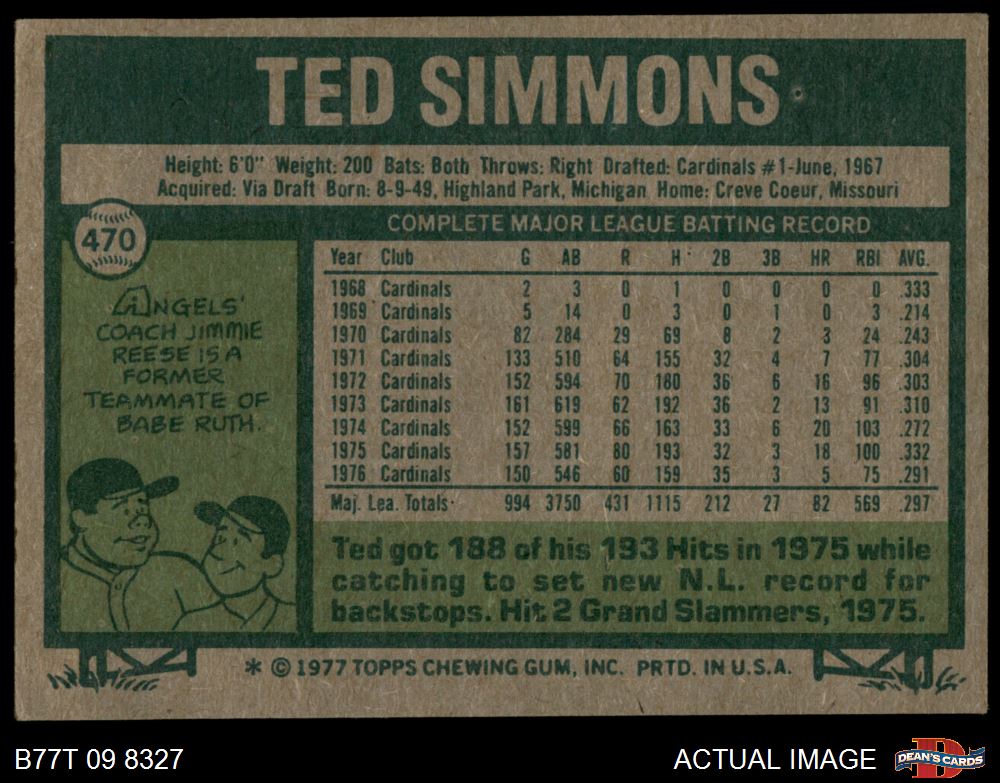 TED SIMMONS
Height: 6'0" Weight: 200 Bats: Both Throws: Right Drafted: Cardinals #1-June, 1967
Acquired: Via Draft Born: 8-9-49, Highland Park, Michigan Home: Creve Coeur, Missouri
470
COMPLETE MAJOR LEAGUE BATTING RECORD
Year Club G AB R H 2B 3B HR RBI AVG.
1968 Cardinals 2 3 0 1 0 0 0 0 .333
1969 Cardinals 5 14 0 3 0 1 0 3 .214
1970 Cardinals 82 284 29 69 8 2 3 24 .243
1971 Cardinals 133 510 64 155 32 4 7 77 .304
1972 Cardinals 152 594 70 180 36 6 16 96 .303
1973 Cardinals 161 619 62 192 36 2 13 91 .310
1974 Cardinals 152 599 66 163 33 6 20 103 .272
1975 Cardinals 157 581 80 193 32 3 18 100 .332
1976 Cardinals 150 546 60 159 35 3 5 75 .291
Maj. Lea. Totals 994 3750 431 1115 212 27 82 569 .297
ANGELS'
COACH JIMMIE
REESE IS A
FORMER
TEAMMATE OF
BABE RUTH.
Ted got 188 of his 193 Hits in 1975 while
catching to set new N.L. record for
backstops. Hit 2 Grand Slammers, 1975.
* © 1977 TOPPS CHEWING GUM, INC. PRTD. IN U.S.A.
B77T 09 8327
ACTUAL IMAGE
D
DEAN'S CARDS